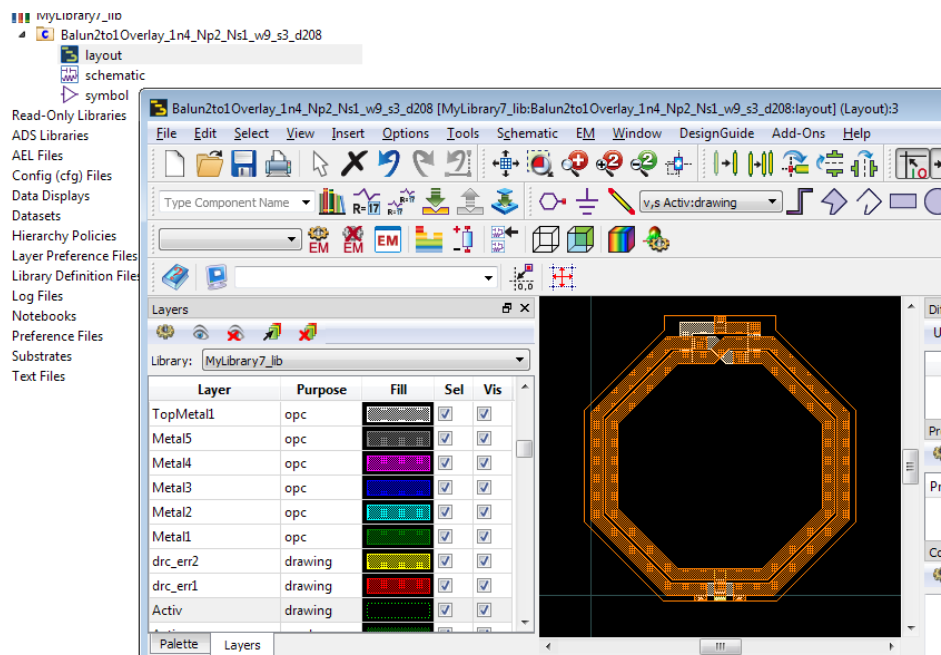 MyLibrary7_lib
Balun2to1Overlay_1n4_Np2_Ns1_w9_s3_d208
layout
schematic
symbol
Read-Only Libraries
ADS Libraries
AEL Files
Config (cfg) Files
Data Displays
Datasets
Hierarchy Policies
Layer Preference Files
Library Definition Files
Log Files
Notebooks
Preference Files
Substrates
Text Files
Balun2to1Overlay_1n4_Np2_Ns1_w9_s3_d208 [MyLibrary7_lib:Balun2to1Overlay_1n4_Np2_Ns1_w9_s3_d208:layout] (Layout):3
File Edit Select View Insert Options Tools Schematic EM Window DesignGuide Add-Ons Help
Type Component Name R=17 v,s Activ:drawing
EM EM EM
0,0
Layers
Library: MyLibrary7_lib
Layer Purpose Fill Sel Vis
TopMetal1 opc
Metal5 opc
Metal4 opc
Metal3 opc
Metal2 opc
Metal1 opc
drc_err2 drawing
drc_err1 drawing
Activ drawing
Palette Layers